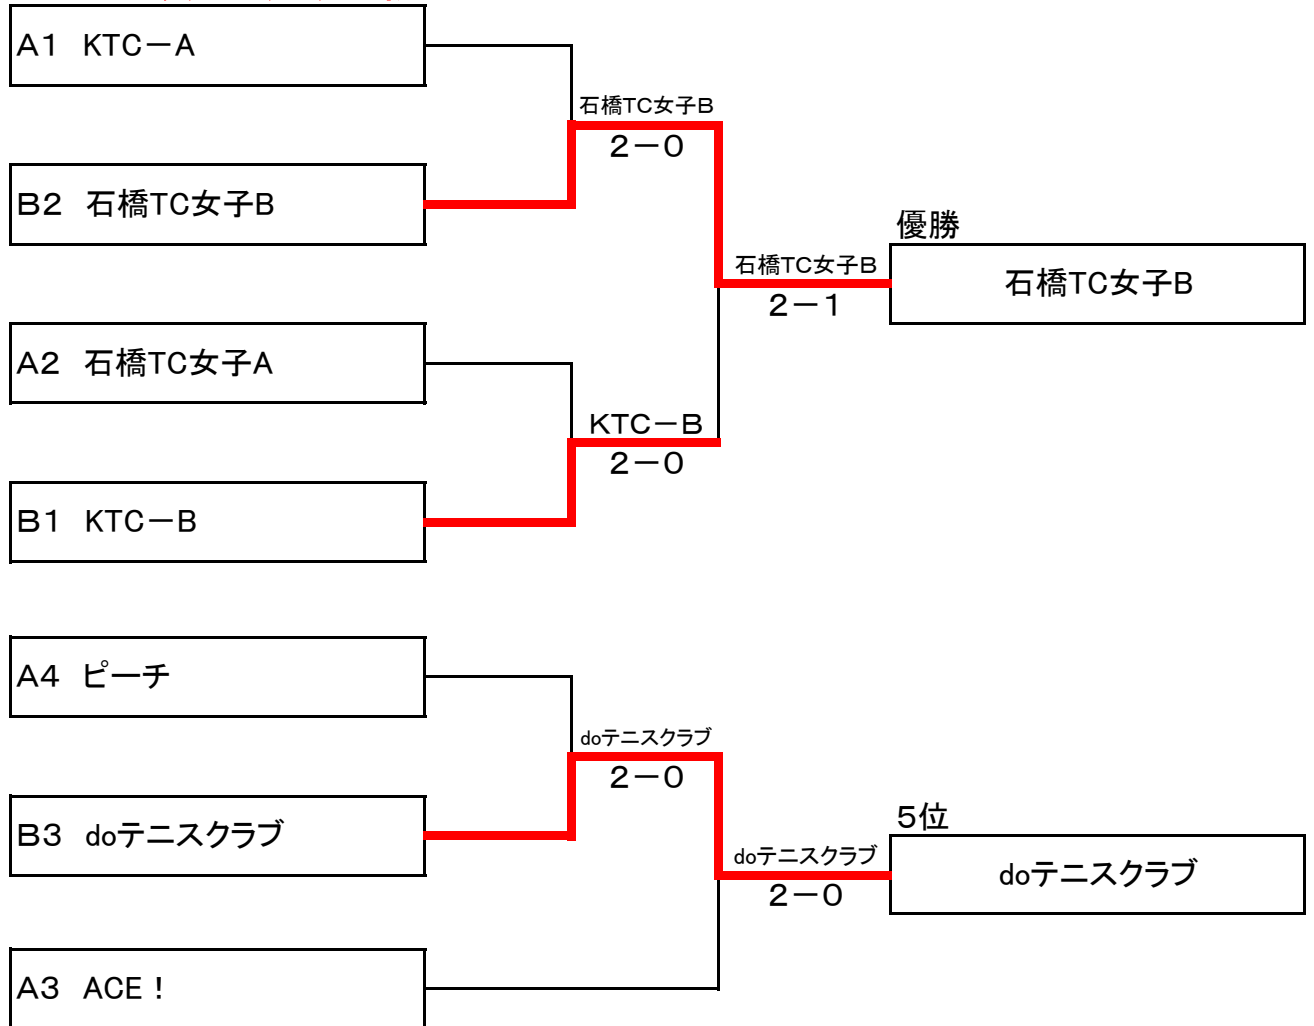 A1 KTC－A
石橋TC女子B
2－0
B2 石橋TC女子B
優勝
石橋TC女子B
石橋TC女子B
2－1
A2 石橋TC女子A
KTC－B
2－0
B1 KTC－B
A4 ピーチ
doテニスクラブ
2－0
B3 doテニスクラブ
5位
doテニスクラブ
doテニスクラブ
2－0
A3 ACE！